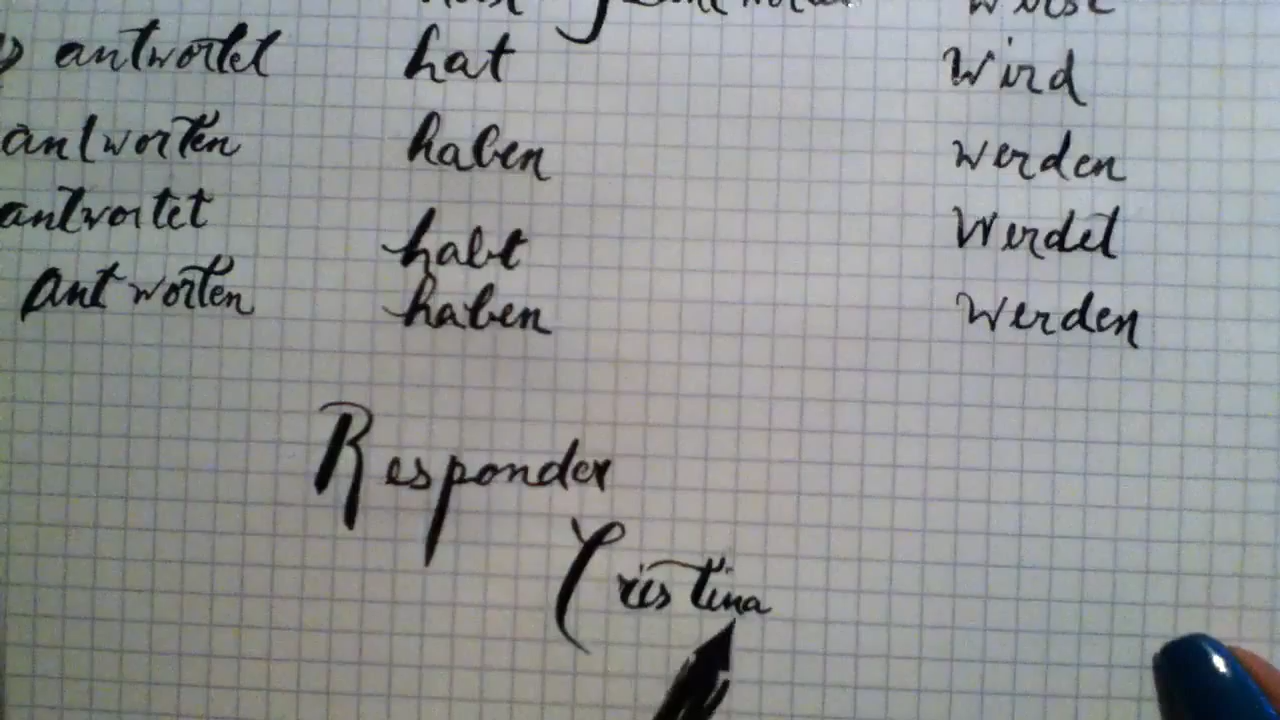 antwortet hat wird
antworten haben werden
antwortet habt werdet
antworten haben werden
Responder
Cristina